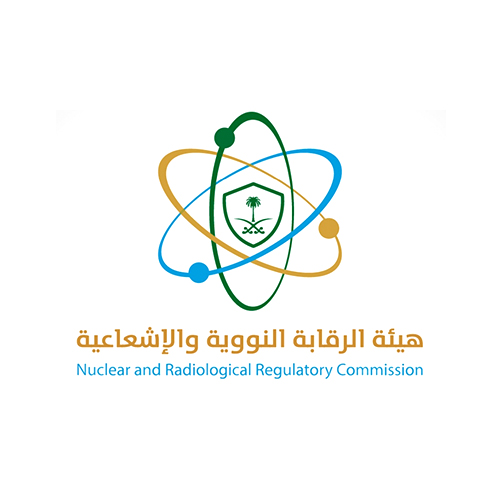 هيئة الرقابة النووية والإشعاعية
Nuclear and Radiological Regulatory Commission